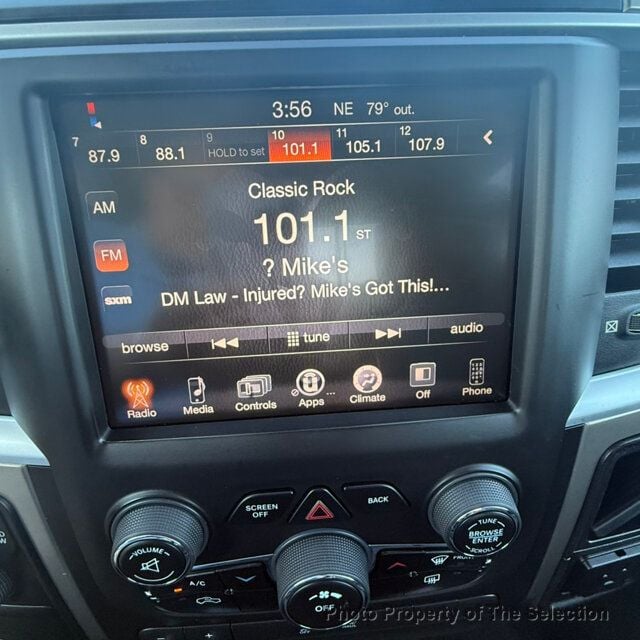 3:56 NE 79° out.
7 87.9 8 88.1 9 HOLD to set 10 101.1 11 105.1 12 107.9
Classic Rock
AM
101.1 ST
FM
? Mike's
sxm
DM Law - Injured? Mike's Got This!...
browse tune audio
Radio Media Controls Apps ... Climate Off Phone
SCREEN OFF
BACK
VOLUME
TUNE
BROWSE
ENTER
SCROLL
A/C
OFF
FRONT
Photo Property of The Selection